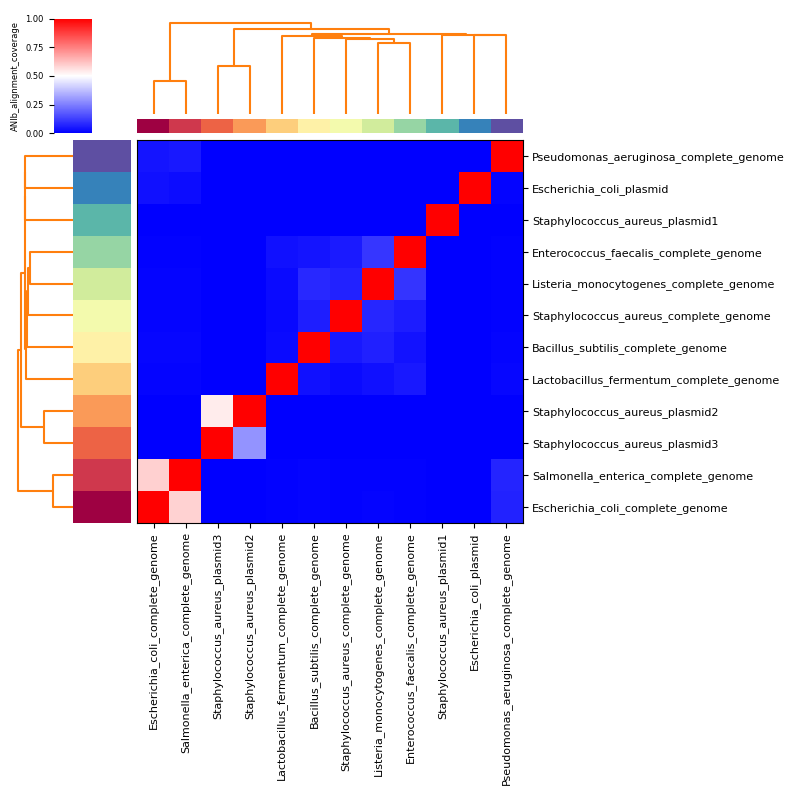 1.00
0.75
0.50
0.25
0.00
ANIb_alignment_coverage
Pseudomonas_aeruginosa_complete_genome
Escherichia_coli_plasmid
Staphylococcus_aureus_plasmid1
Enterococcus_faecalis_complete_genome
Listeria_monocytogenes_complete_genome
Staphylococcus_aureus_complete_genome
Bacillus_subtilis_complete_genome
Lactobacillus_fermentum_complete_genome
Staphylococcus_aureus_plasmid2
Staphylococcus_aureus_plasmid3
Salmonella_enterica_complete_genome
Escherichia_coli_complete_genome
Escherichia_coli_complete_genome
Salmonella_enterica_complete_genome
Staphylococcus_aureus_plasmid3
Staphylococcus_aureus_plasmid2
Lactobacillus_fermentum_complete_genome
Bacillus_subtilis_complete_genome
Staphylococcus_aureus_complete_genome
Listeria_monocytogenes_complete_genome
Enterococcus_faecalis_complete_genome
Staphylococcus_aureus_plasmid1
Escherichia_coli_plasmid
Pseudomonas_aeruginosa_complete_genome